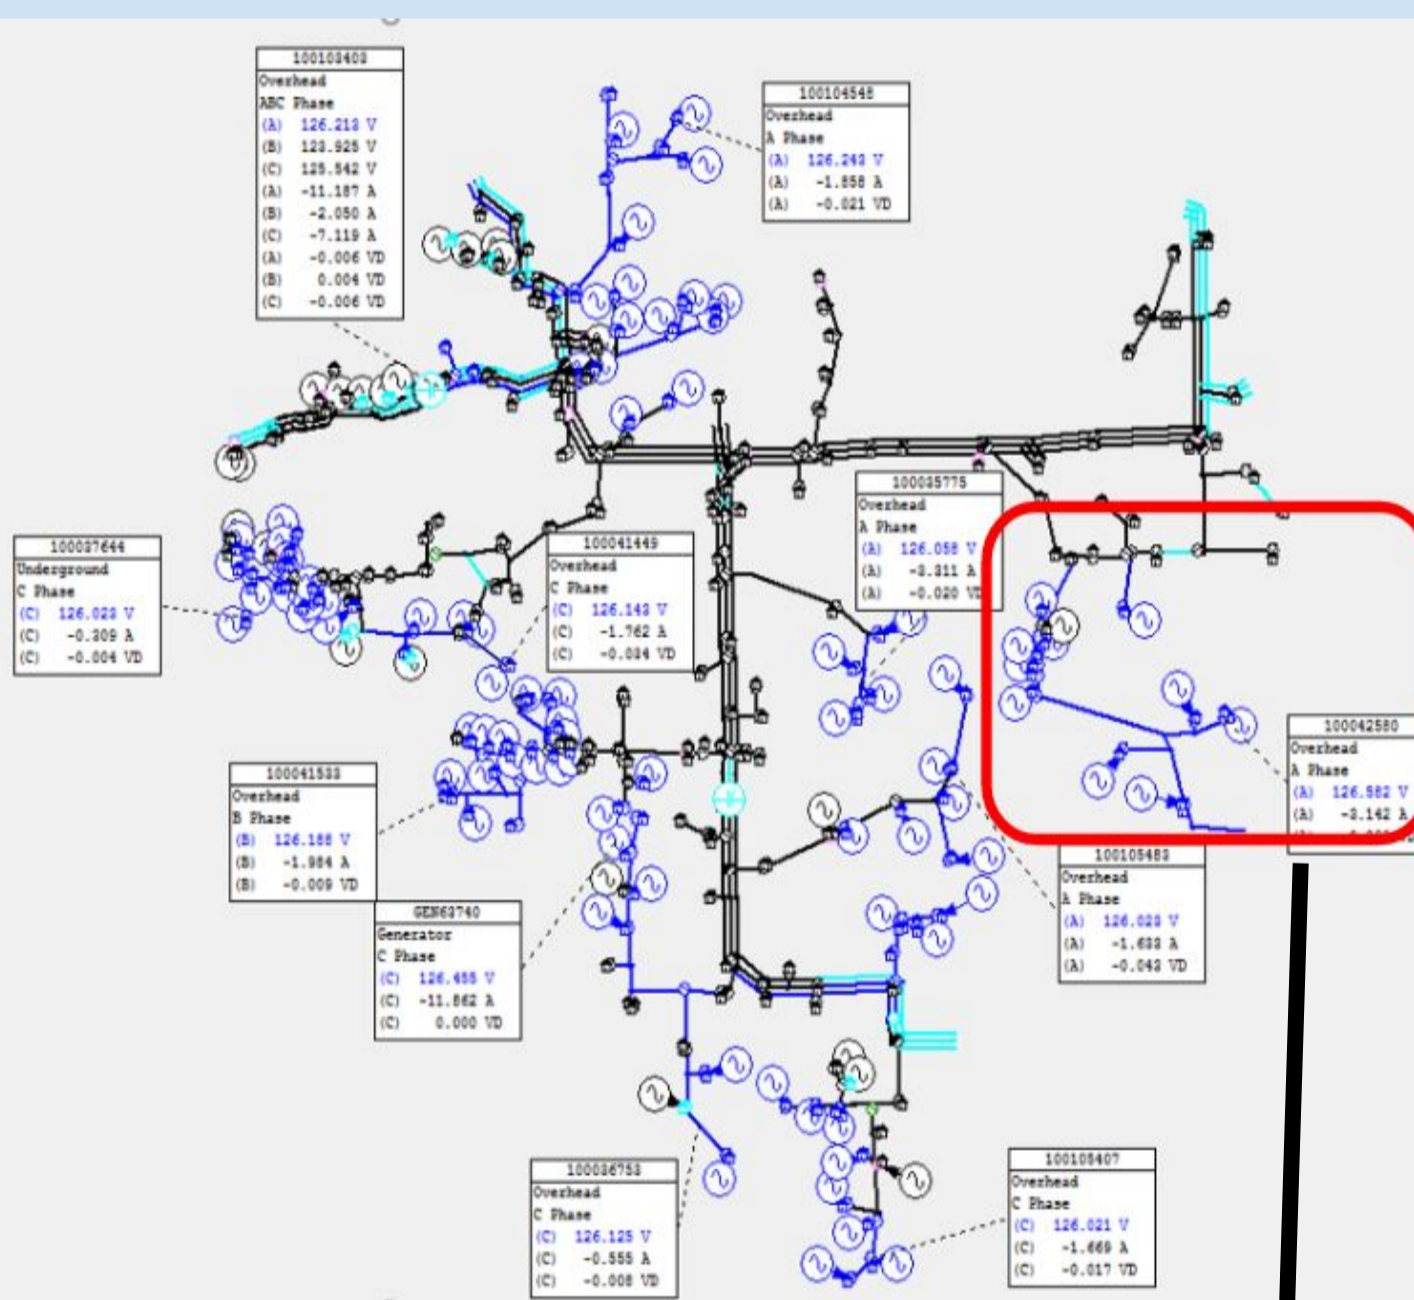 100103403
Overhead
ABC Phase
(A) 126.213 V
(B) 123.925 V
(C) 125.542 V
(A) -11.187 A
(B) -2.050 A
(C) -7.119 A
(A) -0.006 VD
(B) 0.004 VD
(C) -0.006 VD
100104548
Overhead
A Phase
(A) 126.243 V
(A) -1.858 A
(A) -0.021 VD
100035775
Overhead
A Phase
(A) 126.058 V
(A) -3.311 A
(A) -0.020 VD
100037644
Underground
C Phase
(C) 126.023 V
(C) -0.309 A
(C) -0.004 VD
100041449
Overhead
C Phase
(C) 126.143 V
(C) -1.762 A
(C) -0.034 VD
100042580
Overhead
A Phase
(A) 126.582 V
(A) -3.142 A
100041533
Overhead
B Phase
(B) 126.188 V
(B) -1.984 A
(B) -0.009 VD
100105483
Overhead
A Phase
(A) 126.023 V
(A) -1.633 A
(A) -0.043 VD
GEN63740
Generator
C Phase
(C) 126.455 V
(C) -11.862 A
(C) 0.000 VD
100036753
Overhead
C Phase
(C) 126.125 V
(C) -0.555 A
(C) -0.008 VD
100105407
Overhead
C Phase
(C) 126.021 V
(C) -1.669 A
(C) -0.017 VD